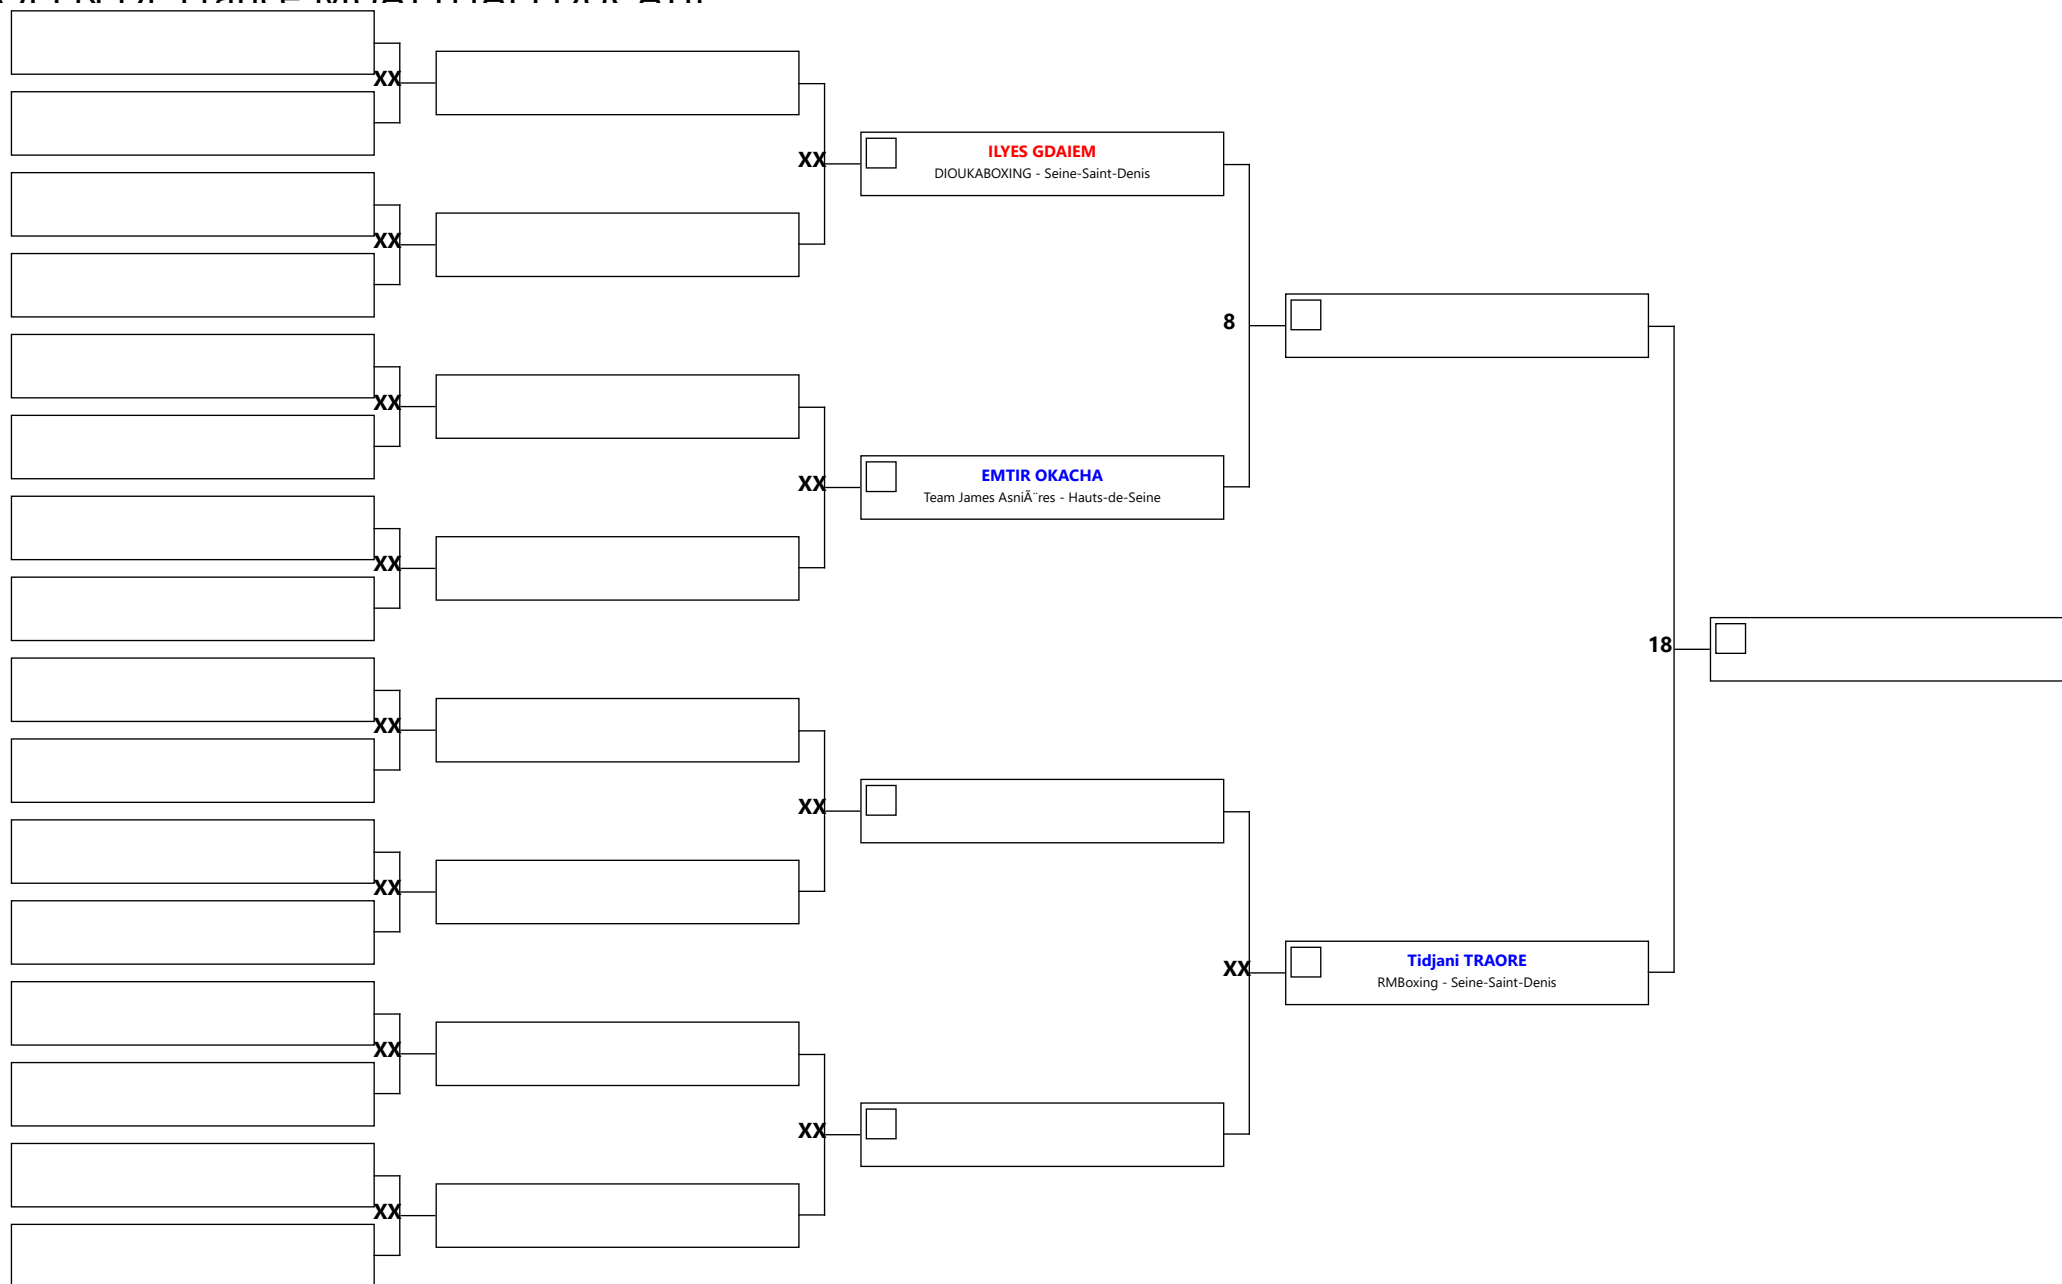 XX
XX
ILYES GDAIEM
DIOUKABOXING - Seine-Saint-Denis
XX
8
XX
EMTIR OKACHA
Team James AsniÃ¨res - Hauts-de-Seine
XX
XX
18
XX
XX
XX
Tidjani TRAORE
RMBoxing - Seine-Saint-Denis
XX
XX
XX
XX